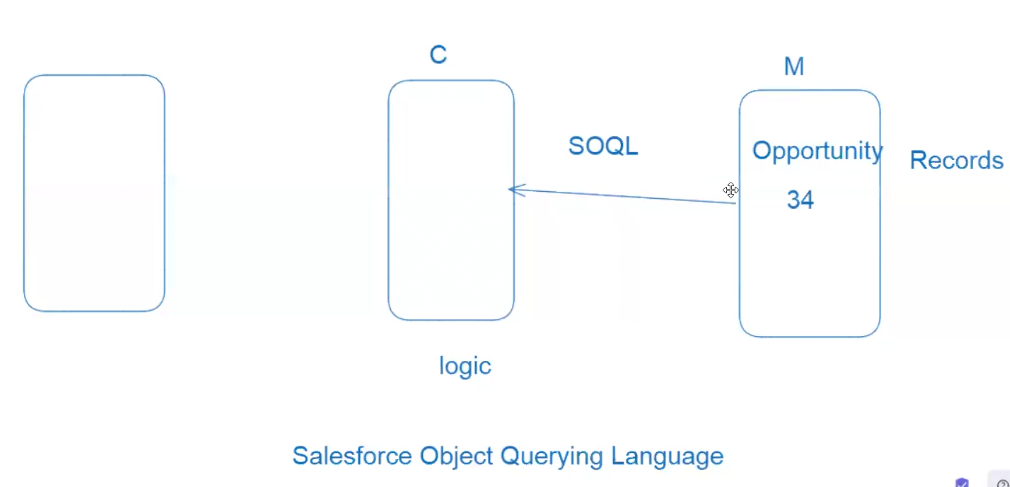 C
M
SOQL
Opportunity
Records
34
logic
Salesforce Object Querying Language